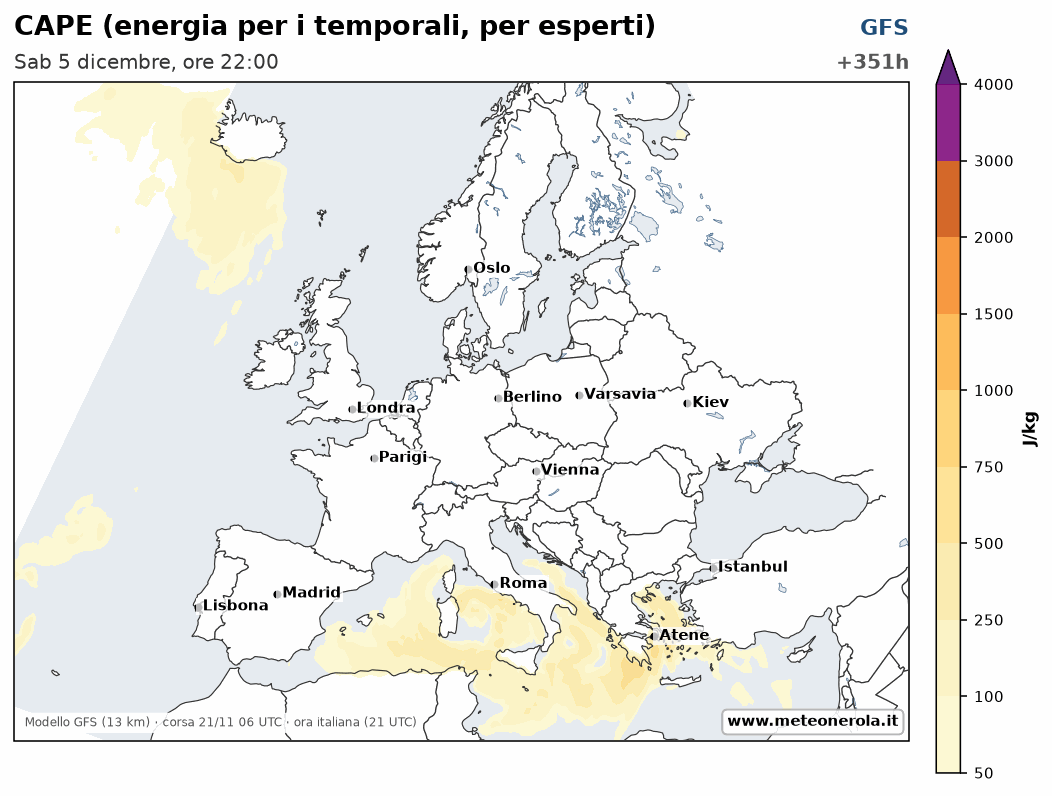 CAPE (energia per i temporali, per esperti)
GFS
Sab 5 dicembre, ore 22:00
+351h
4000
3000
2000
1500
1000
750
500
250
100
50
J/kg
Oslo
Londra
Berlino
Varsavia
Kiev
Parigi
Vienna
Istanbul
Roma
Madrid
Lisbona
Atene
Modello GFS (13 km) · corsa 21/11 06 UTC · ora italiana (21 UTC)
www.meteonerola.it